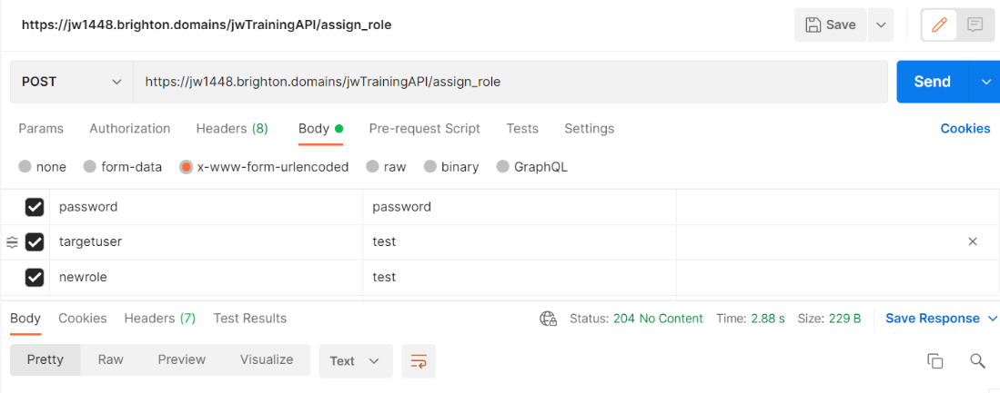 https://jw1448.brighton.domains/jwTrainingAPI/assign_role
Save
POST
https://jw1448.brighton.domains/jwTrainingAPI/assign_role
Send
Params Authorization Headers (8) Body Pre-request Script Tests Settings Cookies
none form-data x-www-form-urlencoded raw binary GraphQL
password password
targetuser test
newrole test
Body Cookies Headers (7) Test Results Status: 204 No Content Time: 2.88 s Size: 229 B Save Response
Pretty Raw Preview Visualize Text